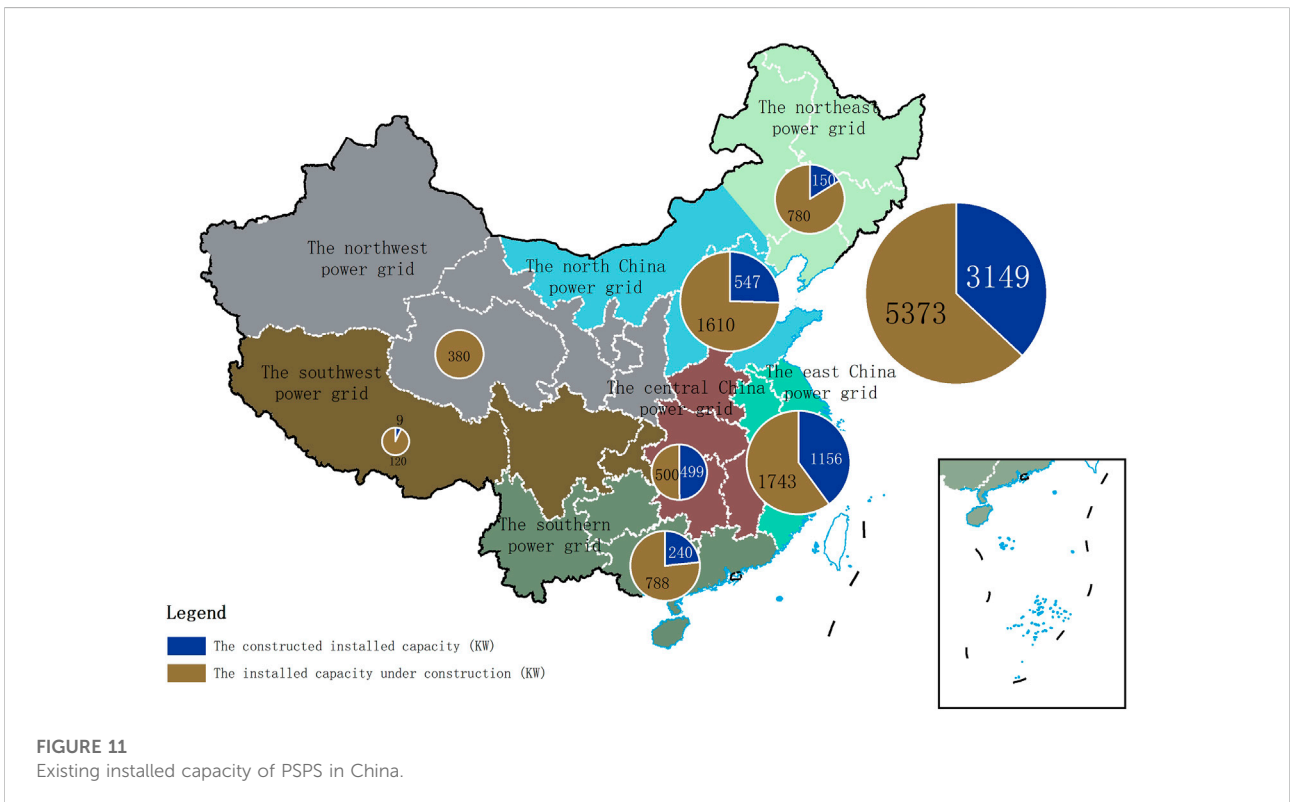 The northeast
power grid
150
780
The northwest
power grid
The north China
power grid
547
1610
3149
5373
380
The southwest
power grid
The central China
power grid
The east China
power grid
9
120
500
499
1156
1743
The southern
power grid
240
788
Legend
The constructed installed capacity (KW)
The installed capacity under construction (KW)
FIGURE 11
Existing installed capacity of PSPS in China.